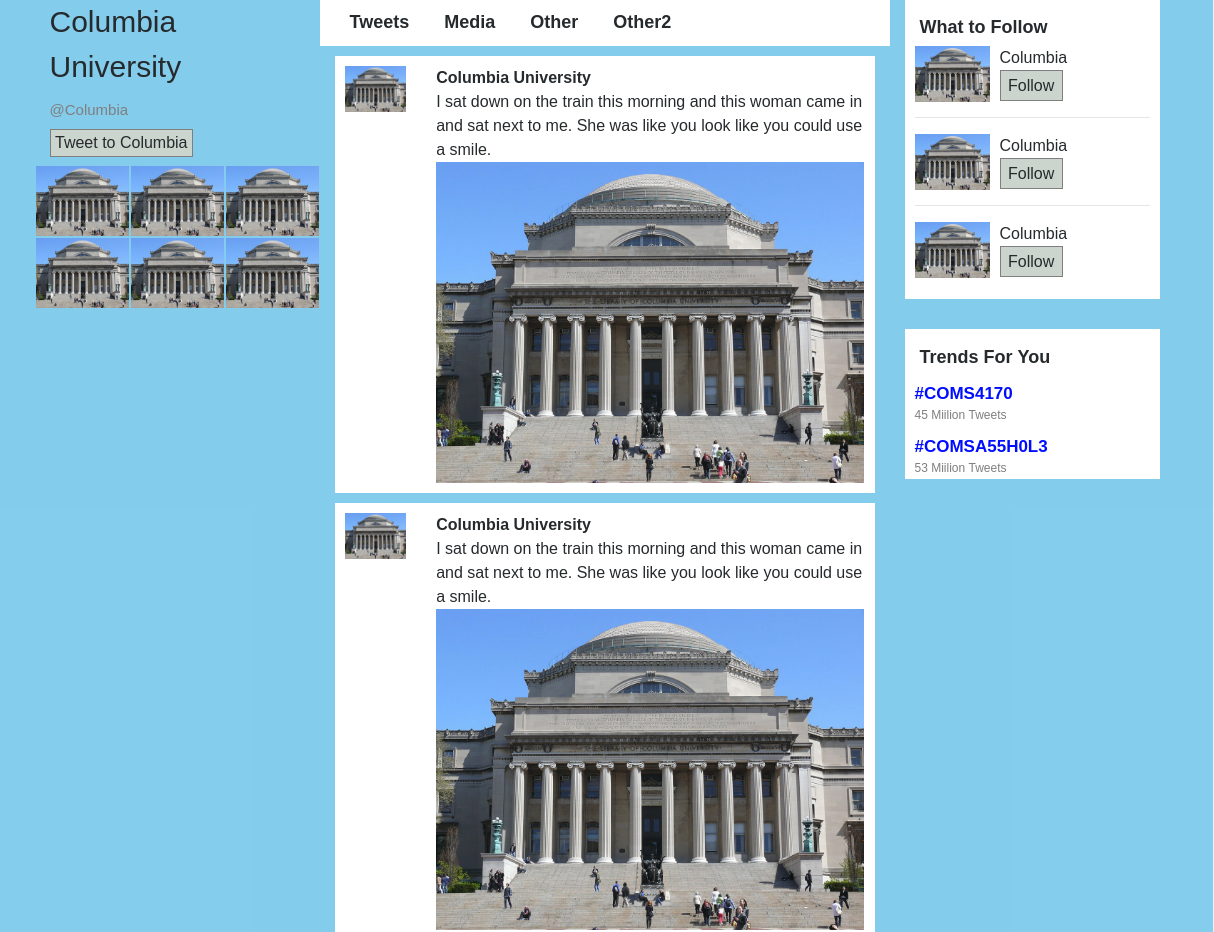 Columbia
University
@Columbia
Tweet to Columbia
Tweets Media Other Other2
Columbia University
I sat down on the train this morning and this woman came in
and sat next to me. She was like you look like you could use
a smile.
Columbia University
I sat down on the train this morning and this woman came in
and sat next to me. She was like you look like you could use
a smile.
What to Follow
Columbia
Follow
Columbia
Follow
Columbia
Follow
Trends For You
#COMS4170
45 Miilion Tweets
#COMSA55H0L3
53 Miilion Tweets